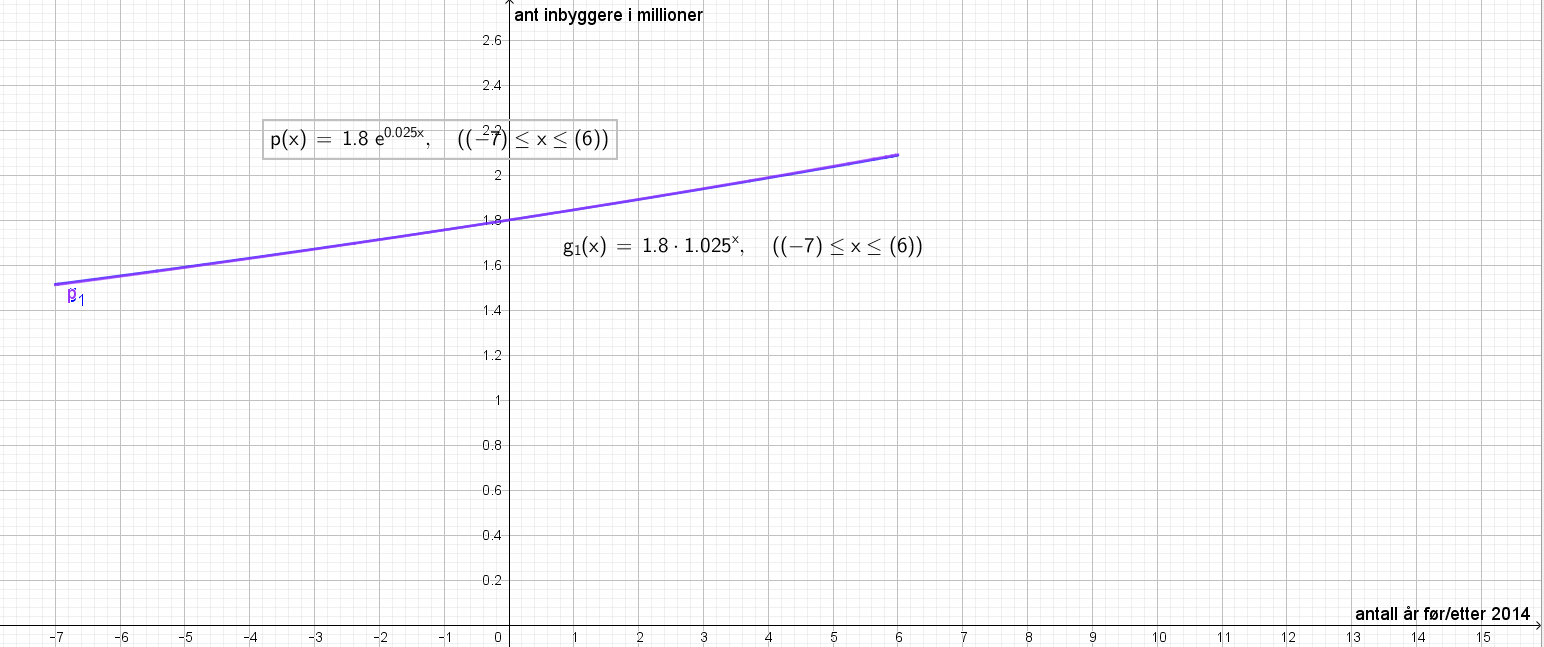 ant inbyggere i millioner
2.6
2.4
2.2
p(x) = 1.8 e^0.025x, ((−7) ≤ x ≤ (6))
2
1.8
g₁(x) = 1.8 · 1.025^x, ((−7) ≤ x ≤ (6))
1.6
1.4
1.2
1
0.8
0.6
0.4
0.2
antall år før/etter 2014
-7 -6 -5 -4 -3 -2 -1 0 1 2 3 4 5 6 7 8 9 10 11 12 13 14 15